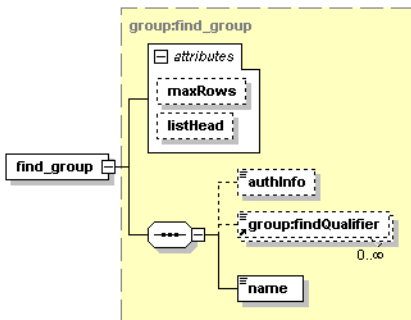 group:find_group
attributes
maxRows
listHead
find_group
authInfo
group:findQualifier
0..∞
name